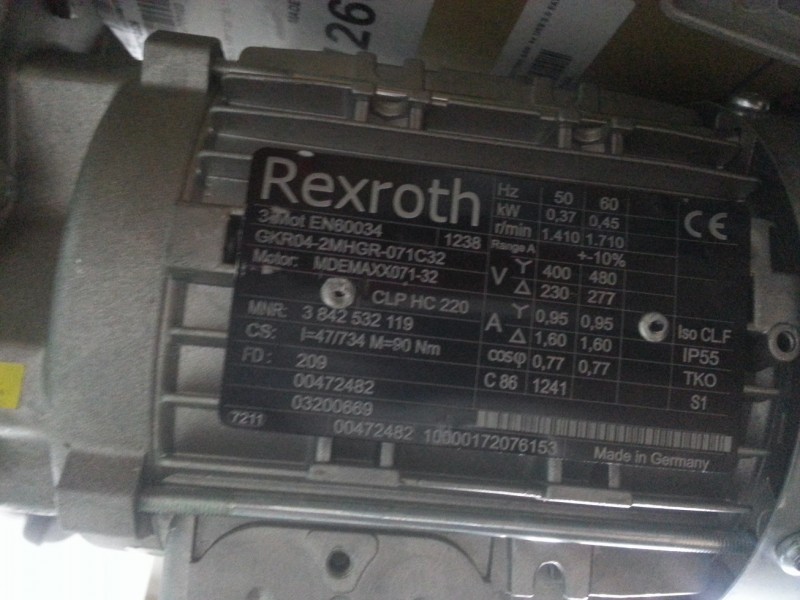 26
Rexroth
3~Mot EN60034
1238
GKR04-2MHGR-071C32
Motor: MDEMAXX071-32
CLP HC 220
MNR: 3 842 532 119
CS: I=47/734 M=90 Nm
FD: 209
00472482
03200669
7211
00472482 10000172076153
Hz 50 60
kW 0,37 0,45
r/min 1.410 1.710
Range A +-10%
V Y 400 480
Δ 230 277
A Y 0,95 0,95
Δ 1,60 1,60
cosφ 0,77 0,77
C 86 1241
CE
Iso CL.F
IP55
TKO
S1
Made in Germany